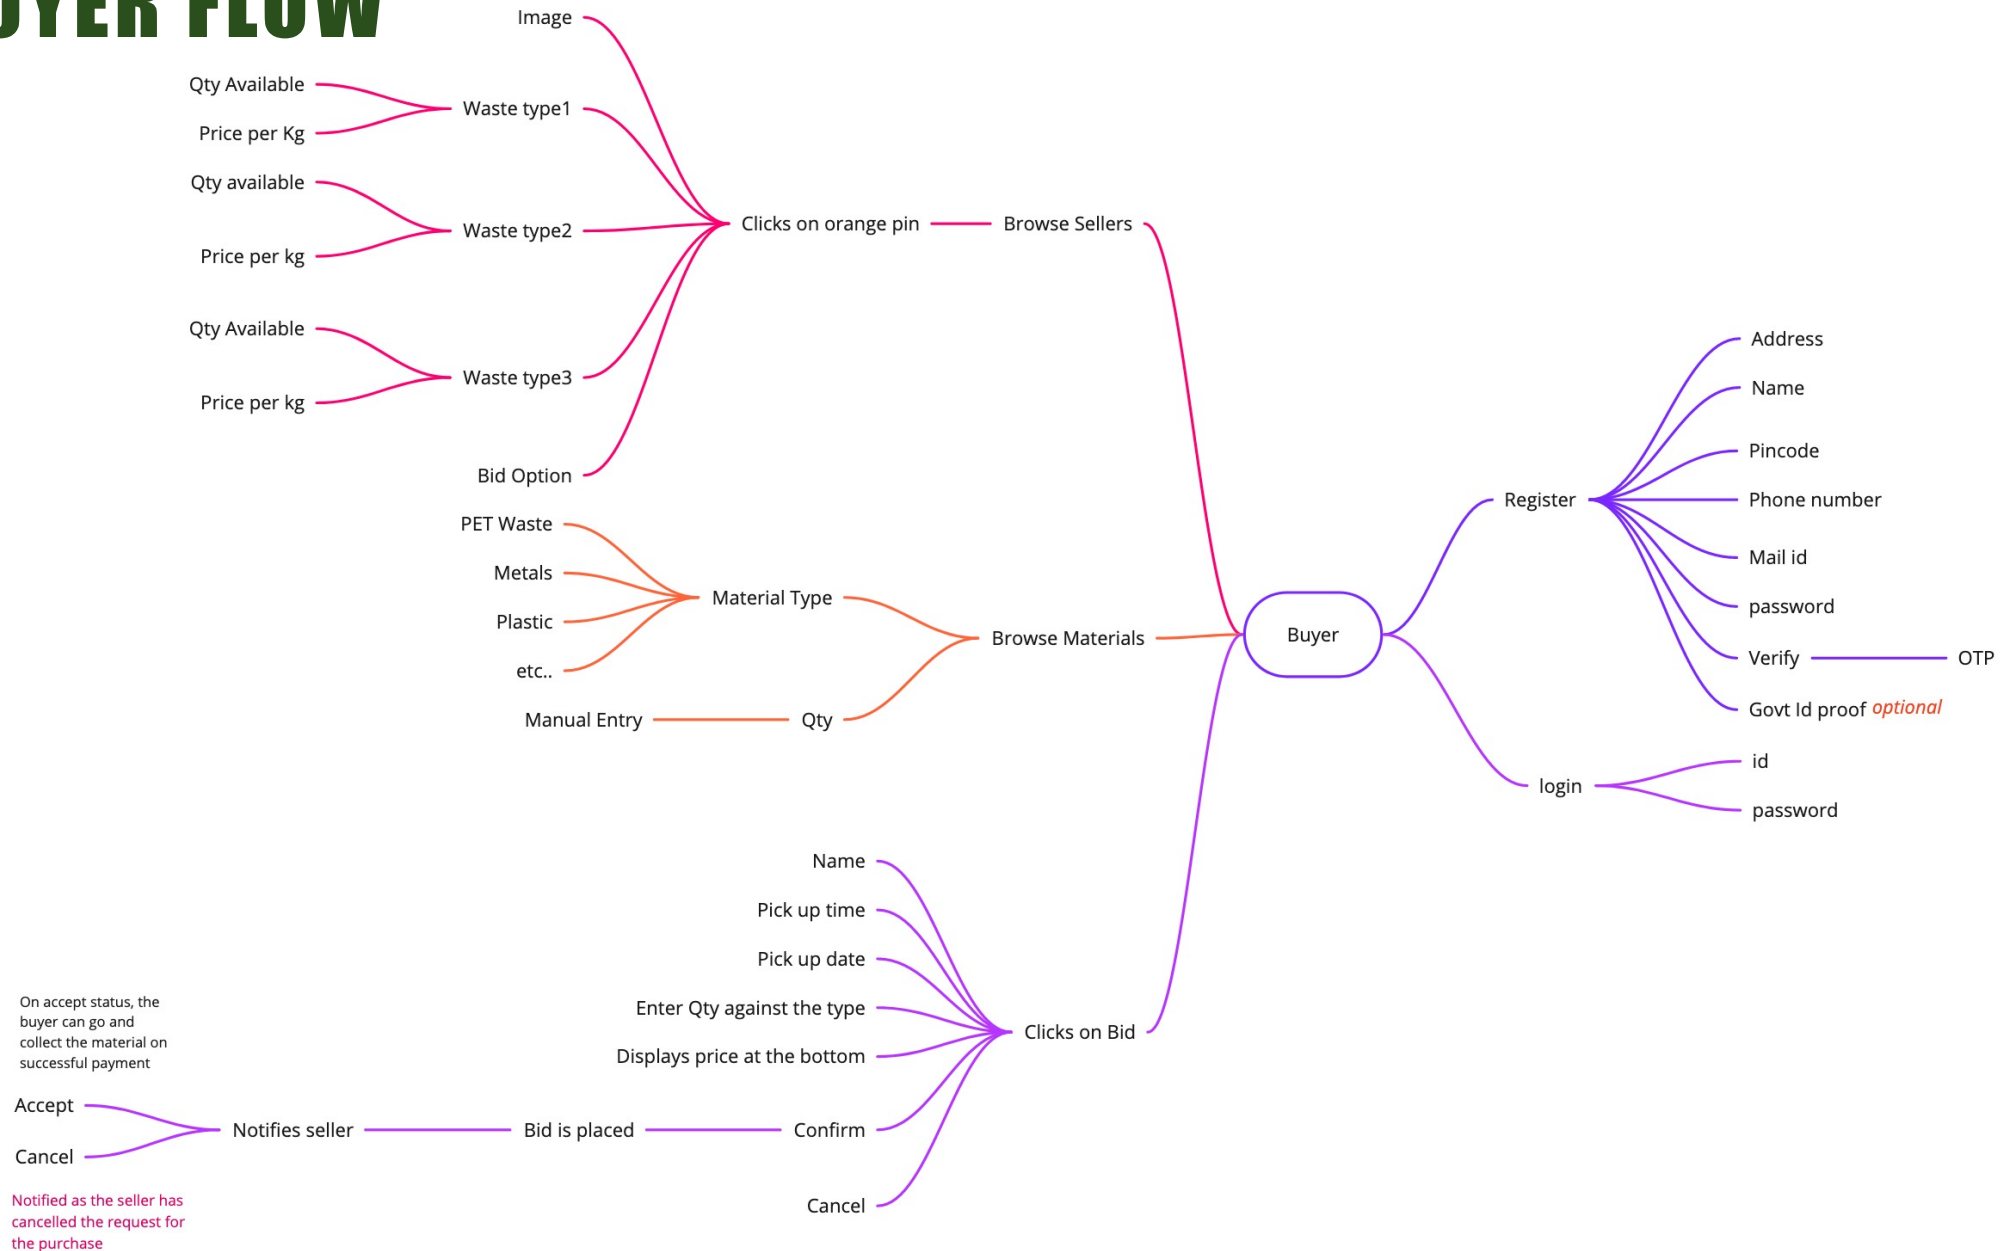 UYER FLOW
Image
Qty Available
Waste type1
Price per Kg
Qty available
Waste type2
Price per kg
Clicks on orange pin
Browse Sellers
Qty Available
Waste type3
Price per kg
Bid Option
PET Waste
Metals
Plastic
etc..
Material Type
Browse Materials
Manual Entry
Qty
Buyer
Address
Name
Pincode
Register
Phone number
Mail id
password
Verify
OTP
Govt Id proof optional
login
id
password
Name
Pick up time
Pick up date
Enter Qty against the type
Displays price at the bottom
Clicks on Bid
Confirm
Bid is placed
Notifies seller
Cancel
On accept status, the
buyer can go and
collect the material on
successful payment
Accept
Cancel
Notified as the seller has
cancelled the request for
the purchase